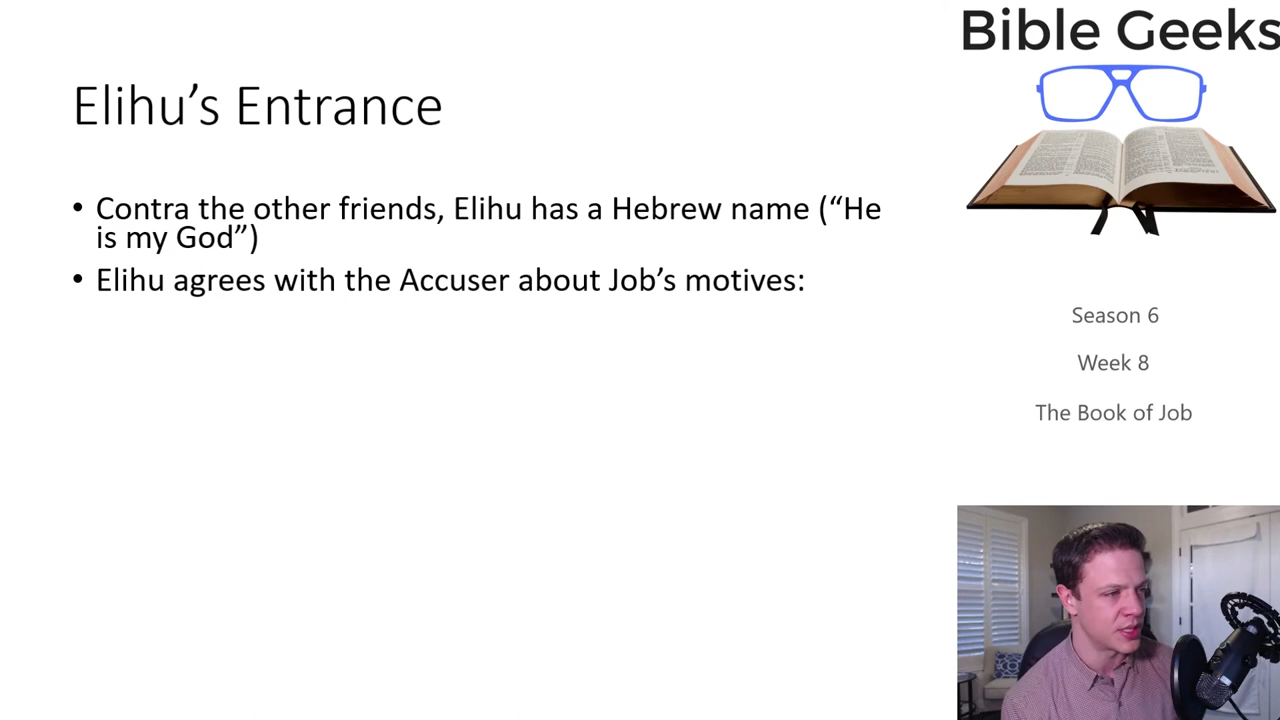 Bible Geeks
Elihu’s Entrance
• Contra the other friends, Elihu has a Hebrew name (“He
is my God”)
• Elihu agrees with the Accuser about Job’s motives:
Season 6
Week 8
The Book of Job